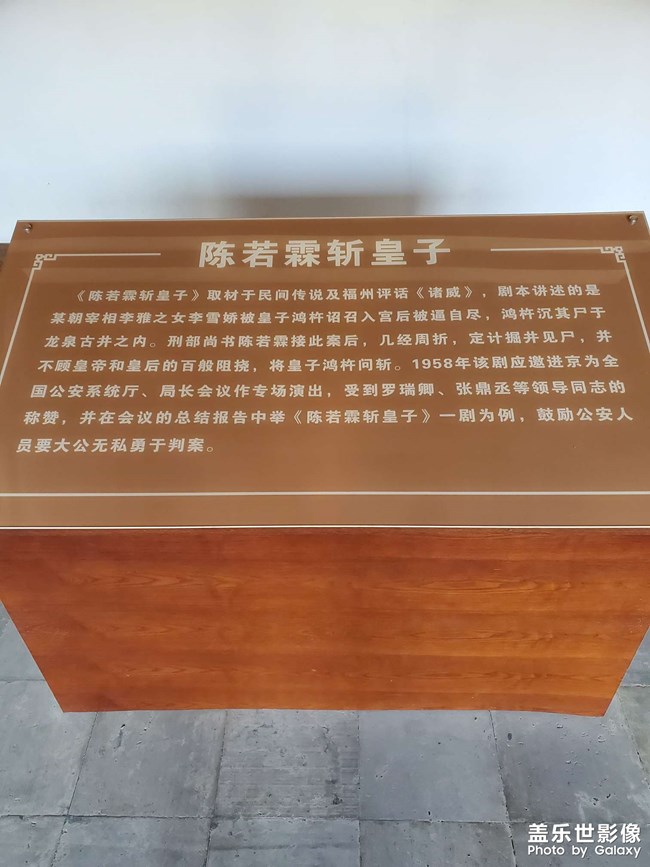 陈若霖斩皇子
《陈若霖斩皇子》取材于民间传说及福州评话《诸威》，剧本讲述的是
某朝宰相李雅之女李雪娇被皇子鸿杵诏召入宫后被逼自尽，鸿杵沉其尸于
龙泉古井之内。刑部尚书陈若霖接此案后，几经周折，定计掘井见尸，并
不顾皇帝和皇后的百般阻挠，将皇子鸿杵问斩。1958年该剧应邀进京为全
国公安系统厅、局长会议作专场演出，受到罗瑞卿、张鼎丞等领导同志的
称赞，并在会议的总结报告中举《陈若霖斩皇子》一剧为例，鼓励公安人
员要大公无私勇于判案。
盖乐世影像
Photo by Galaxy